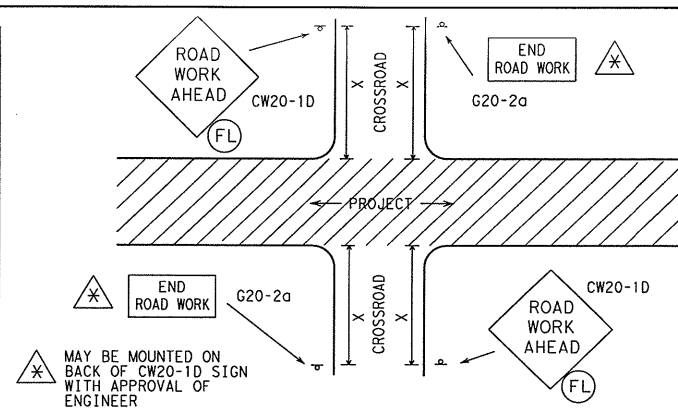 ROAD
WORK
AHEAD
FL
CW20-1D
X
CROSSROAD
X
END
ROAD WORK
*
G20-2a
PROJECT
*
END
ROAD WORK
G20-2a
X
CROSSROAD
X
CW20-1D
ROAD
WORK
AHEAD
FL
* MAY BE MOUNTED ON
BACK OF CW20-1D SIGN
WITH APPROVAL OF
ENGINEER